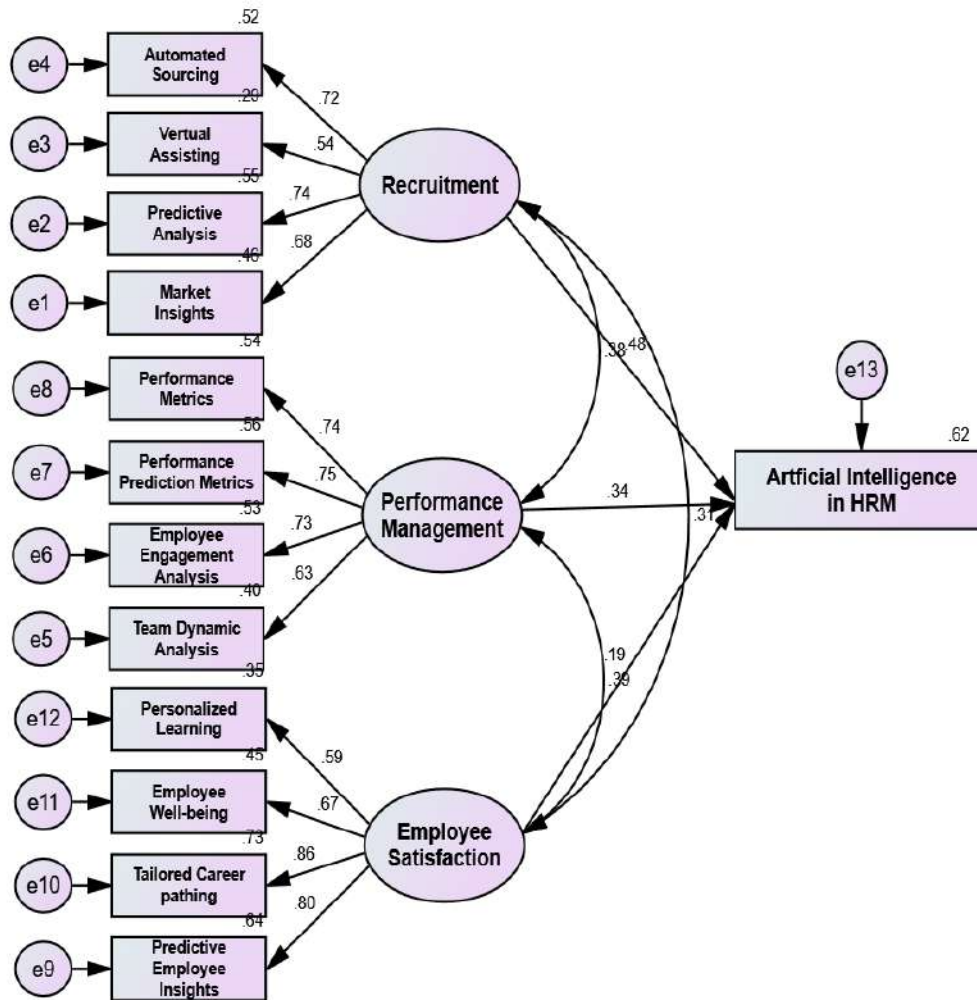 .52
e4
Automated
Sourcing
.29
.72
e3
Vertual
Assisting
.54
.55
Recruitment
e2
Predictive
Analysis
.74
.46
.68
e1
Market
Insights
.54
.38
.48
e8
Performance
Metrics
e13
.56
.74
.62
e7
Performance
Prediction Metrics
.75
.53
Performance
Management
.34
.31
Artficial Intelligence
in HRM
e6
Employee
Engagement
Analysis
.73
.40
.63
e5
Team Dynamic
Analysis
.35
.19
.39
e12
Personalized
Learning
.45
.59
e11
Employee
Well-being
.67
.73
Employee
Satisfaction
e10
Tailored Career
pathing
.86
.64
.80
e9
Predictive
Employee
Insights